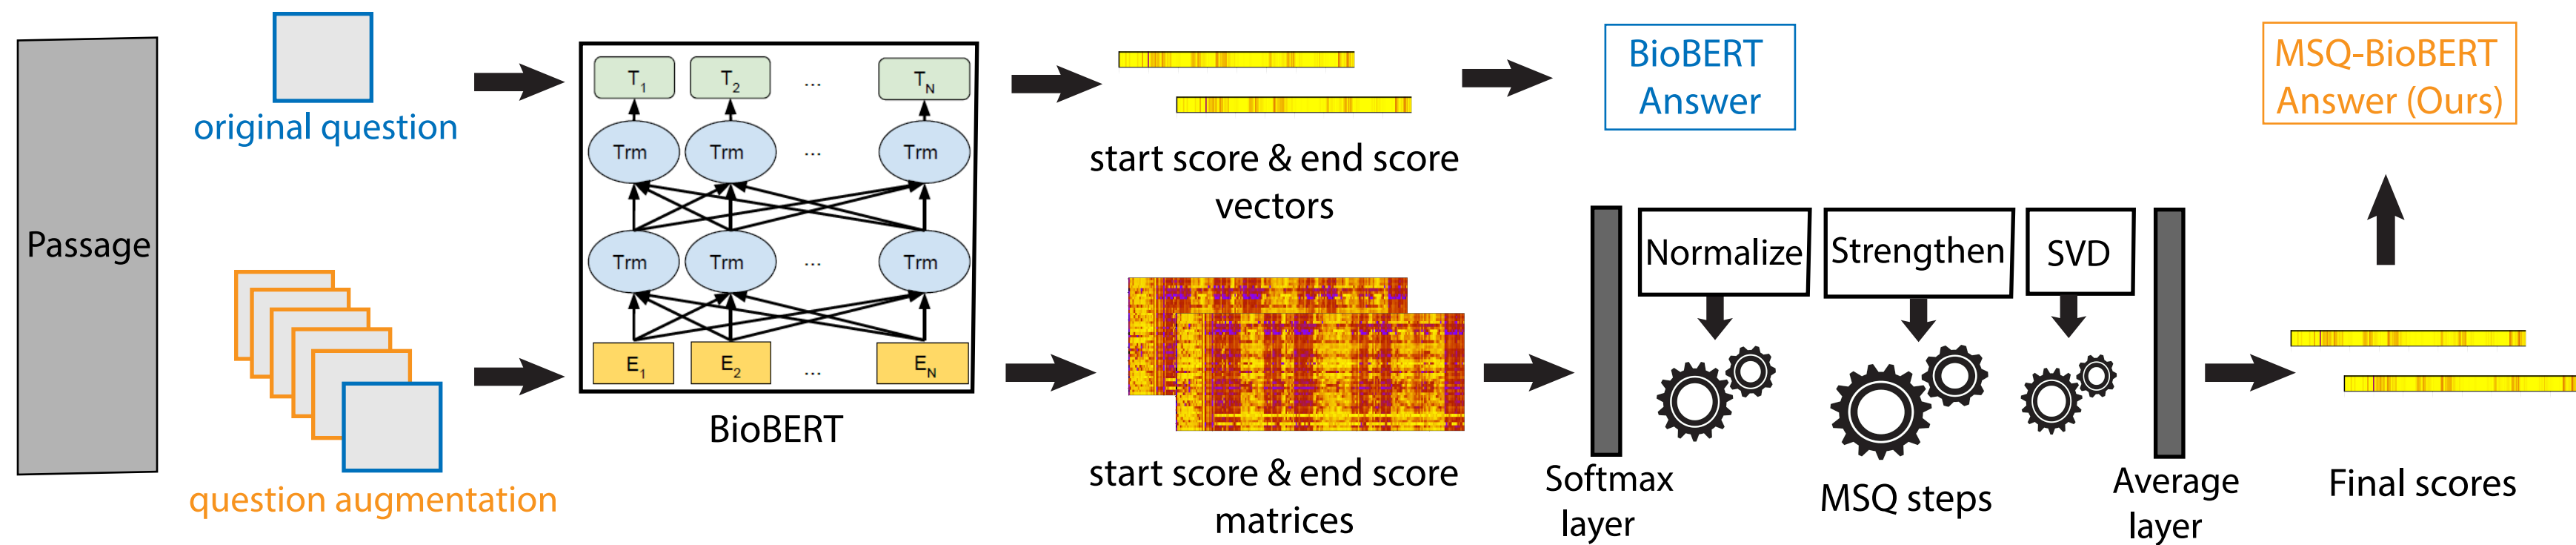 Passage
original question
question augmentation
T1 T2 ... TN
Trm Trm ... Trm
Trm Trm ... Trm
E1 E2 ... EN
BioBERT
start score & end score
vectors
start score & end score
matrices
BioBERT
Answer
Softmax
layer
Normalize
Strengthen
SVD
MSQ steps
Average
layer
Final scores
MSQ-BioBERT
Answer (Ours)